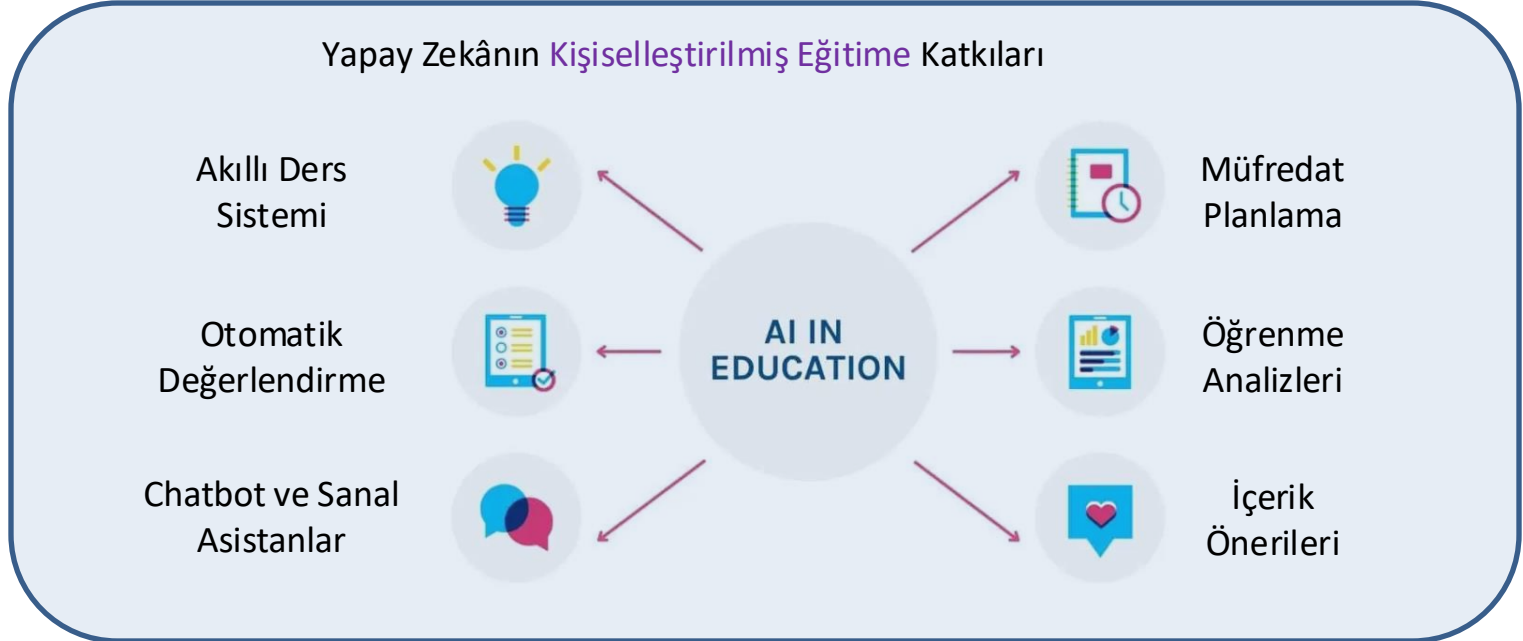 Yapay Zekânın Kişiselleştirilmiş Eğitime Katkıları
Akıllı Ders
Sistemi
Otomatik
Değerlendirme
Chatbot ve Sanal
Asistanlar
AI IN
EDUCATION
Müfredat
Planlama
Öğrenme
Analizleri
İçerik
Önerileri